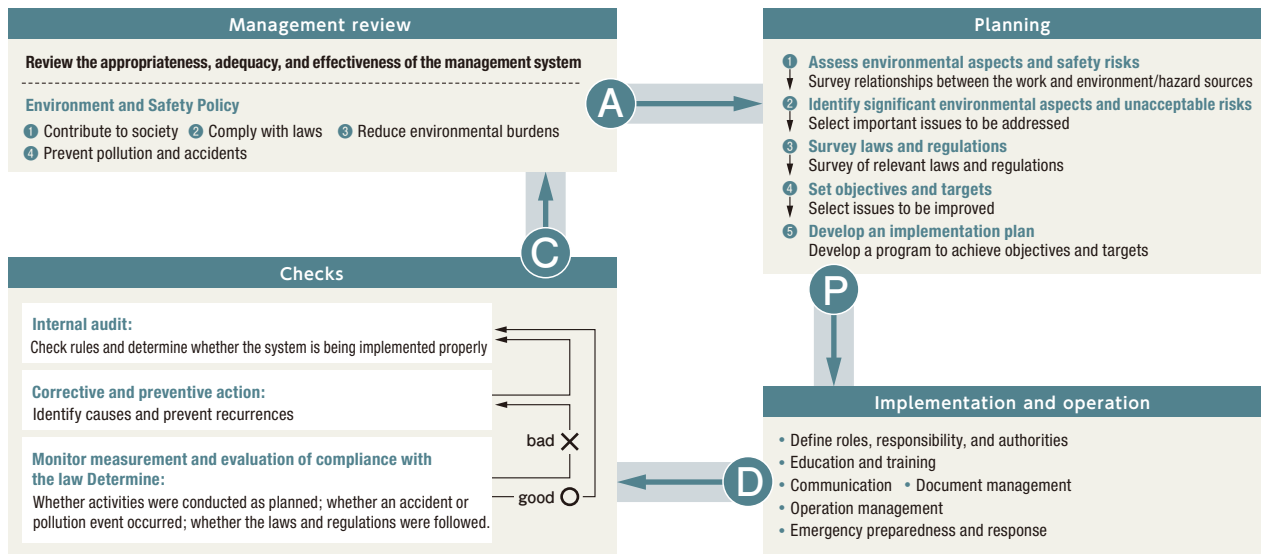 Management review
Review the appropriateness, adequacy, and effectiveness of the management system
Environment and Safety Policy
1 Contribute to society 2 Comply with laws 3 Reduce environmental burdens
4 Prevent pollution and accidents
A
Planning
1 Assess environmental aspects and safety risks
Survey relationships between the work and environment/hazard sources
2 Identify significant environmental aspects and unacceptable risks
Select important issues to be addressed
3 Survey laws and regulations
Survey of relevant laws and regulations
4 Set objectives and targets
Select issues to be improved
5 Develop an implementation plan
Develop a program to achieve objectives and targets
P
C
Checks
Internal audit:
Check rules and determine whether the system is being implemented properly
Corrective and preventive action:
Identify causes and prevent recurrences
bad
Monitor measurement and evaluation of compliance with
the law Determine:
Whether activities were conducted as planned; whether an accident or
pollution event occurred; whether the laws and regulations were followed.
good
D
Implementation and operation
• Define roles, responsibility, and authorities
• Education and training
• Communication • Document management
• Operation management
• Emergency preparedness and response